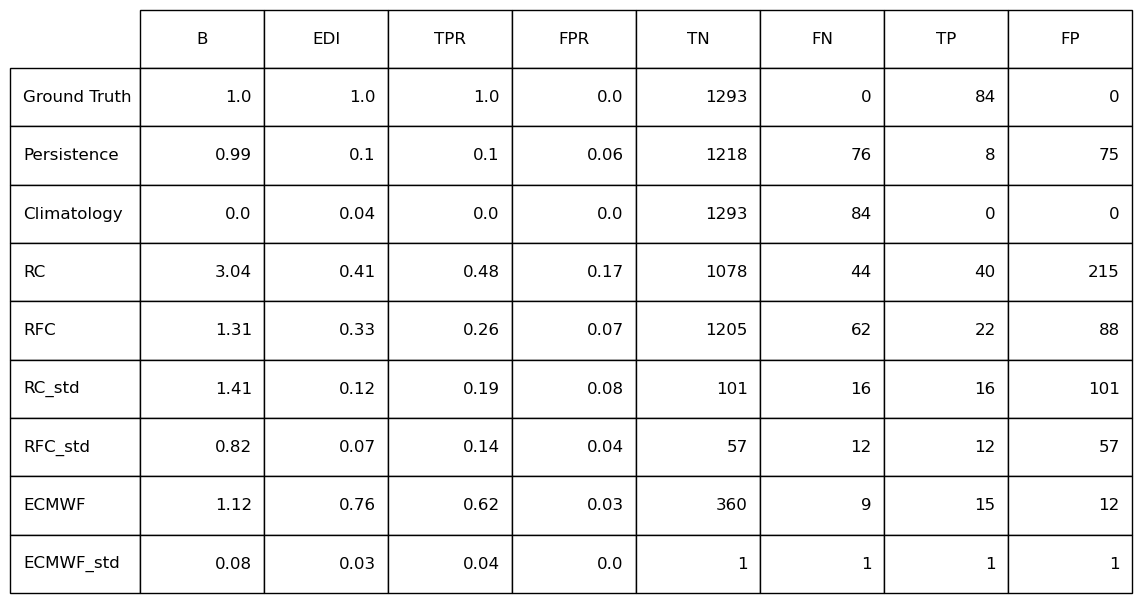 B EDI TPR FPR TN FN TP FP
Ground Truth 1.0 1.0 1.0 0.0 1293 0 84 0
Persistence 0.99 0.1 0.1 0.06 1218 76 8 75
Climatology 0.0 0.04 0.0 0.0 1293 84 0 0
RC 3.04 0.41 0.48 0.17 1078 44 40 215
RFC 1.31 0.33 0.26 0.07 1205 62 22 88
RC_std 1.41 0.12 0.19 0.08 101 16 16 101
RFC_std 0.82 0.07 0.14 0.04 57 12 12 57
ECMWF 1.12 0.76 0.62 0.03 360 9 15 12
ECMWF_std 0.08 0.03 0.04 0.0 1 1 1 1